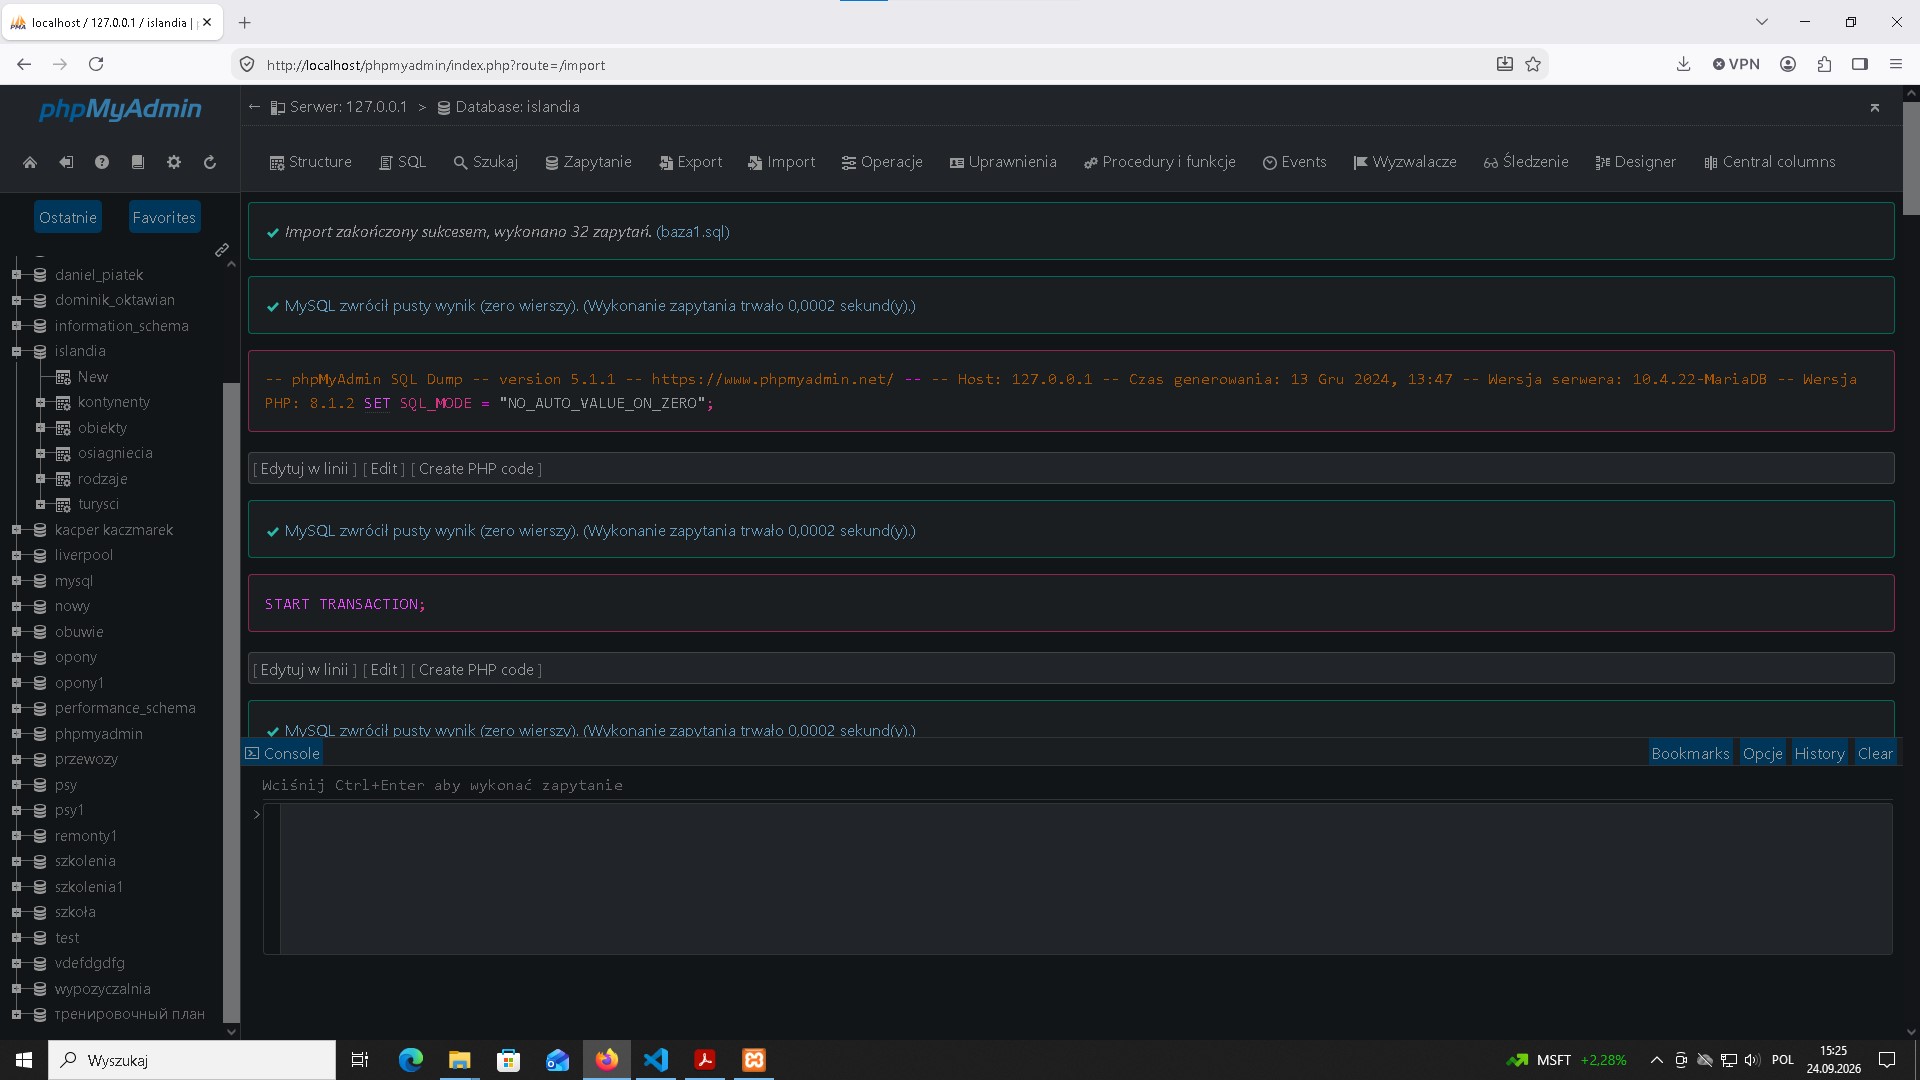 localhost / 127.0.0.1 / islandia |
http://localhost/phpmyadmin/index.php?route=/import
VPN
phpMyAdmin
Ostatnie
Favorites
daniel_piatek
dominik_oktawian
information_schema
islandia
New
kontynenty
obiekty
osiagniecia
rodzaje
turysci
kacper kaczmarek
liverpool
mysql
nowy
obuwie
opony
opony1
performance_schema
phpmyadmin
przewozy
psy
psy1
remonty1
szkolenia
szkolenia1
szkoła
test
vdefdgdfg
wypozyczalnia
тренировочный план
← Serwer: 127.0.0.1 > Database: islandia
Structure SQL Szukaj Zapytanie Export Import Operacje Uprawnienia Procedury i funkcje Events Wyzwalacze Śledzenie Designer Central columns
Import zakończony sukcesem, wykonano 32 zapytań. (baza1.sql)
MySQL zwrócił pusty wynik (zero wierszy). (Wykonanie zapytania trwało 0,0002 sekund(y).)
-- phpMyAdmin SQL Dump -- version 5.1.1 -- https://www.phpmyadmin.net/ -- -- Host: 127.0.0.1 -- Czas generowania: 13 Gru 2024, 13:47 -- Wersja serwera: 10.4.22-MariaDB -- Wersja
PHP: 8.1.2 SET SQL_MODE = "NO_AUTO_VALUE_ON_ZERO";
[ Edytuj w linii ] [ Edit ] [ Create PHP code ]
MySQL zwrócił pusty wynik (zero wierszy). (Wykonanie zapytania trwało 0,0002 sekund(y).)
START TRANSACTION;
[ Edytuj w linii ] [ Edit ] [ Create PHP code ]
MySQL zwrócił pusty wynik (zero wierszy). (Wykonanie zapytania trwało 0,0002 sekund(y).)
Console
Bookmarks Opcje History Clear
Wciśnij Ctrl+Enter aby wykonać zapytanie
>
Wyszukaj
MSFT +2,28%
POL
15:25
24.09.2026